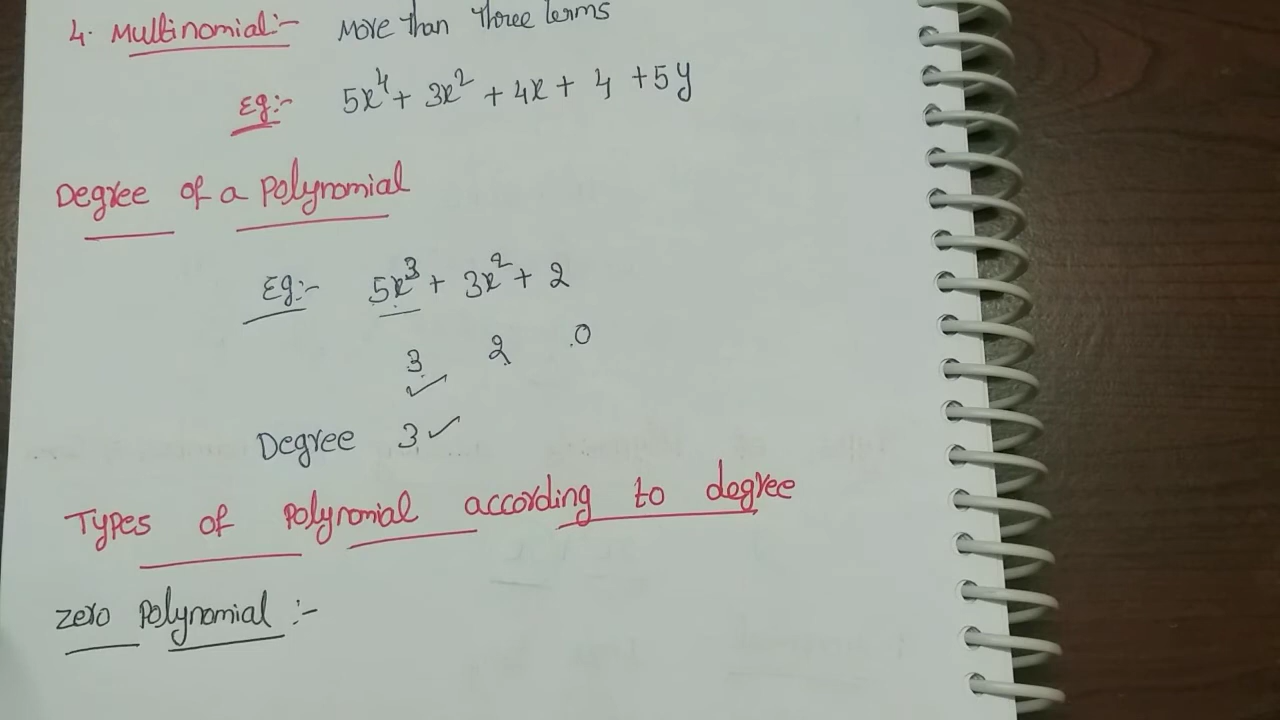 4. Multinomial:- More than three terms
Eg:- 5x⁴ + 3x² + 4x + 4 + 5y
Degree of a polynomial
Eg:- 5x³ + 3x² + 2
3 2 0
✓
Degree 3 ✓
Types of polynomial according to degree
zero polynomial :-